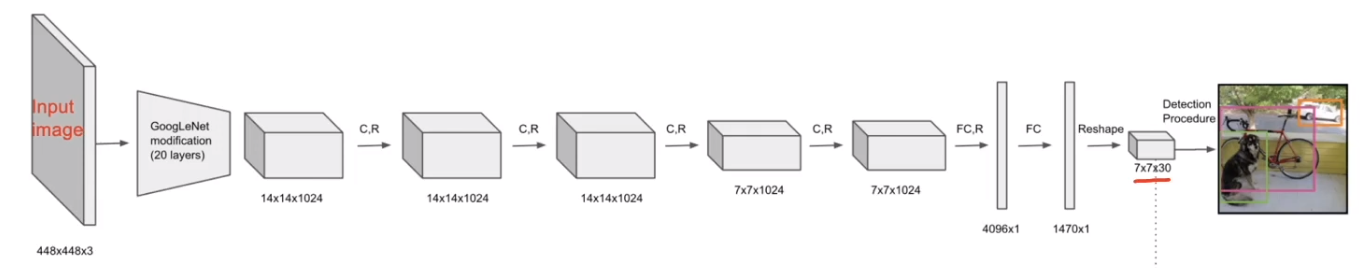 Input
image
448x448x3
GoogLeNet
modification
(20 layers)
14x14x1024
C,R
14x14x1024
C,R
14x14x1024
C,R
7x7x1024
C,R
7x7x1024
FC,R
4096x1
FC
1470x1
Reshape
7x7x30
Detection
Procedure